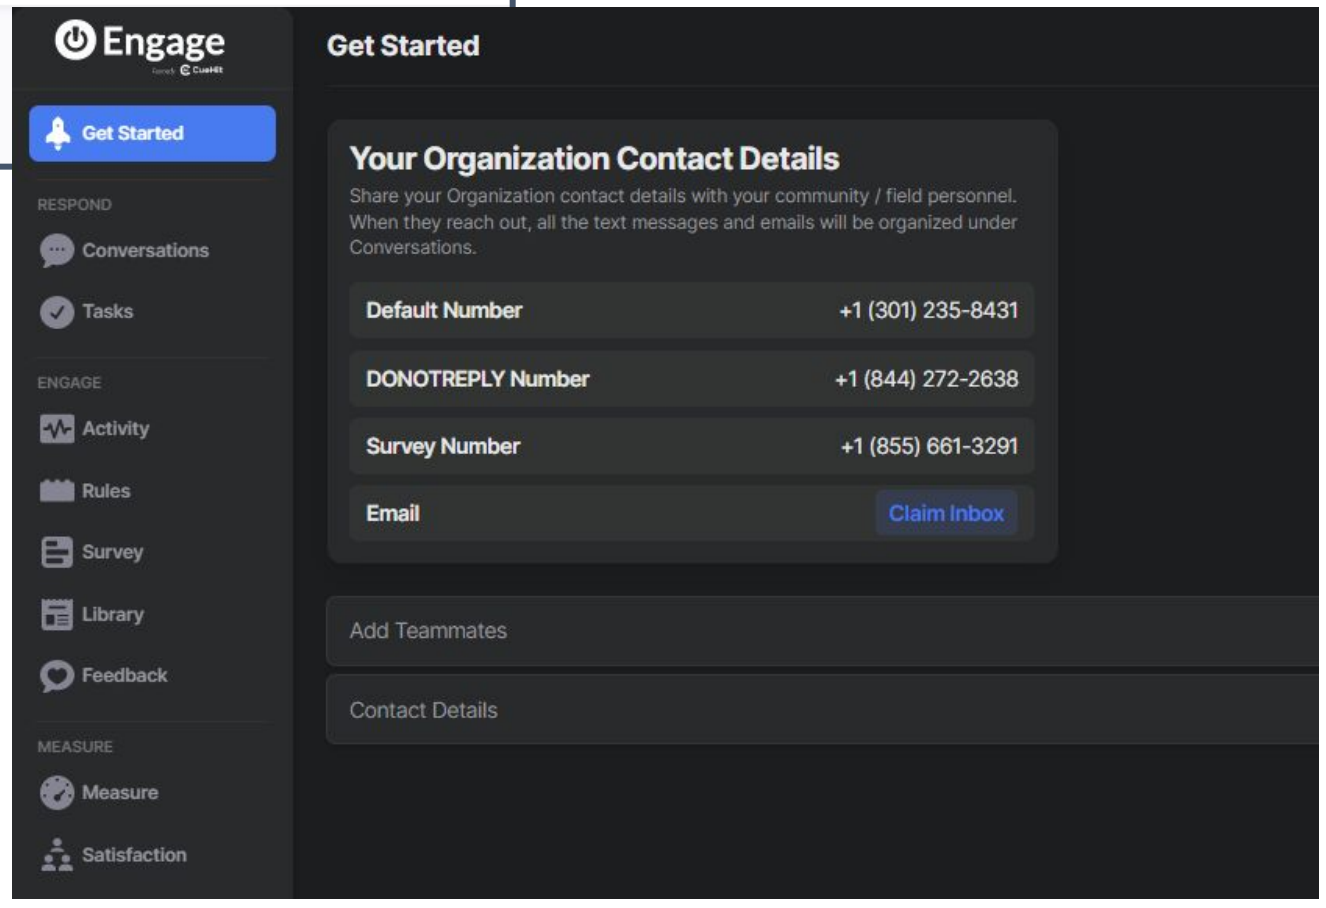 Engage
Formerly CueHit
Get Started
RESPOND
Conversations
Tasks
ENGAGE
Activity
Rules
Survey
Library
Feedback
MEASURE
Measure
Satisfaction
Get Started
Your Organization Contact Details
Share your Organization contact details with your community / field personnel.
When they reach out, all the text messages and emails will be organized under
Conversations.
Default Number +1 (301) 235-8431
DONOTREPLY Number +1 (844) 272-2638
Survey Number +1 (855) 661-3291
Email Claim Inbox
Add Teammates
Contact Details